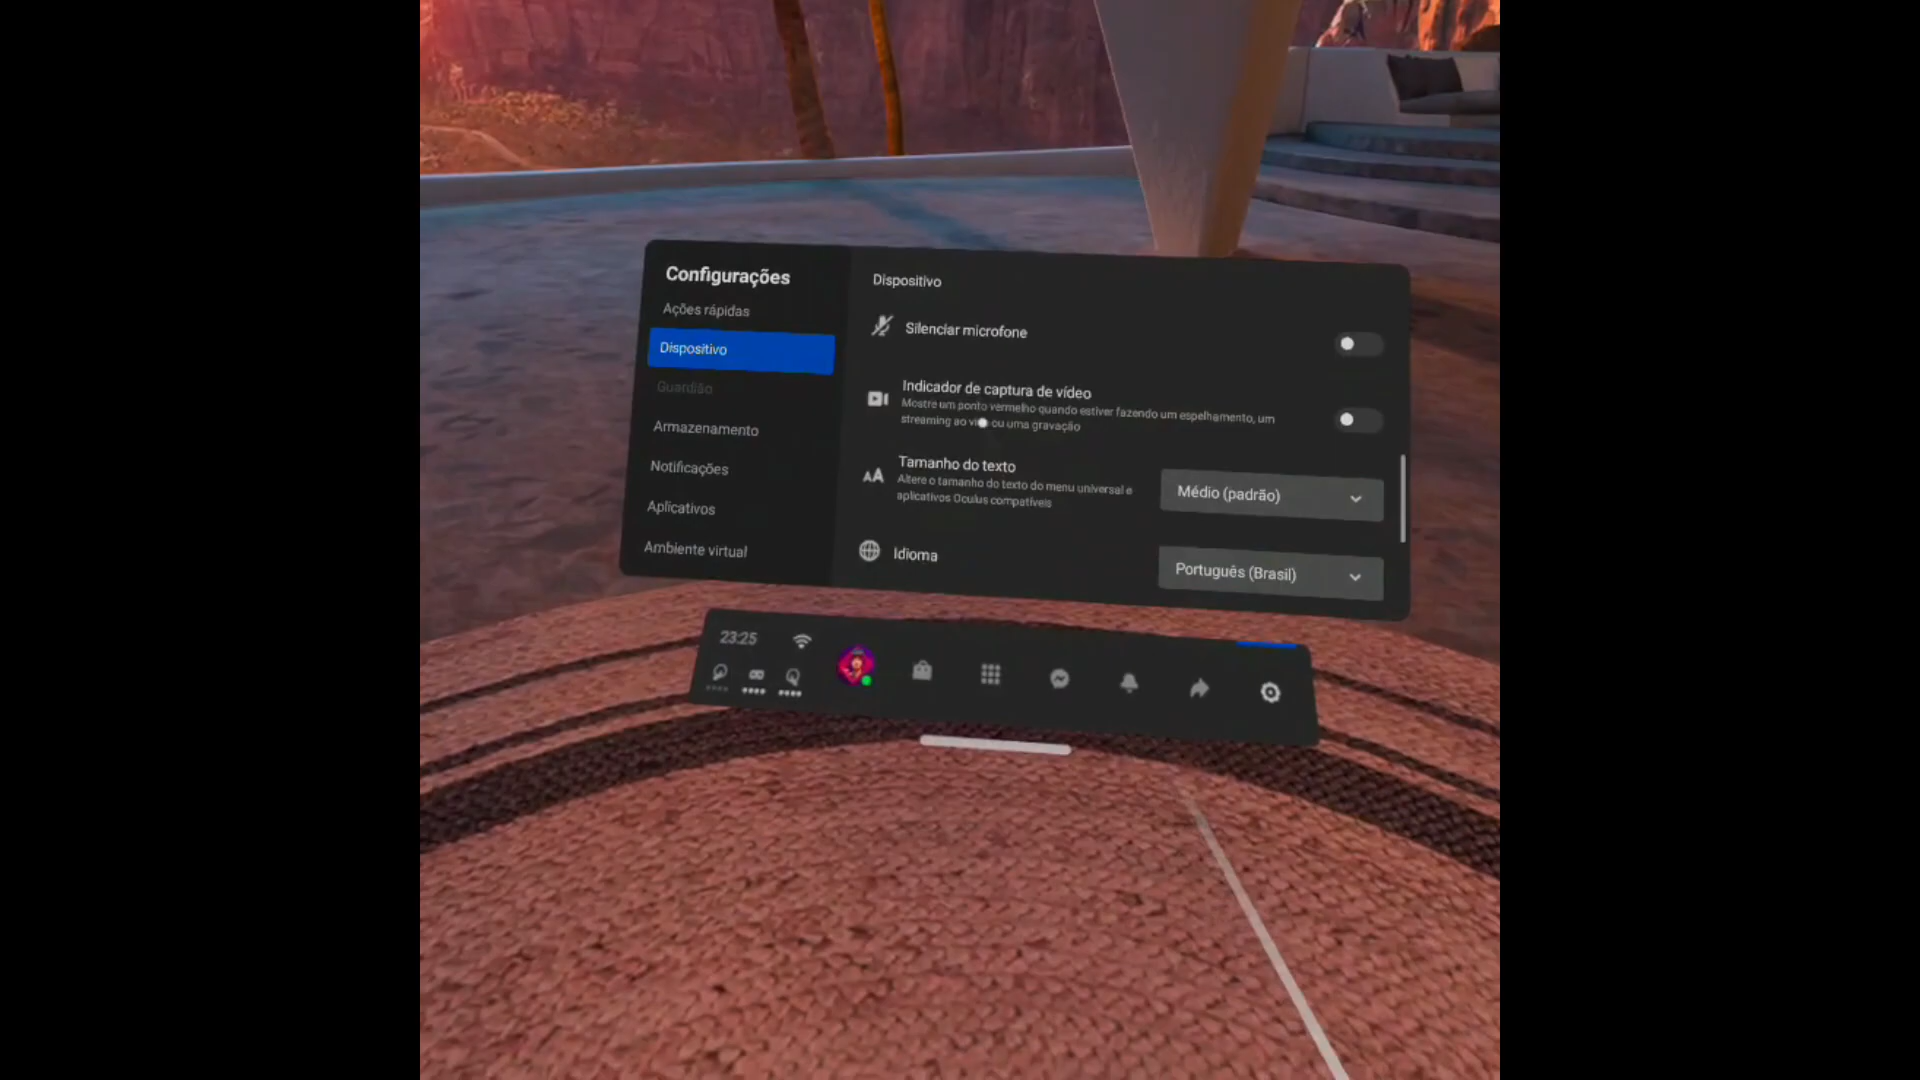 Configurações
Ações rápidas
Dispositivo
Guardião
Armazenamento
Notificações
Aplicativos
Ambiente virtual
Dispositivo
Silenciar microfone
Indicador de captura de vídeo
Mostre um ponto vermelho quando estiver fazendo um espelhamento, um
streaming ao ou uma gravação
Tamanho do texto
Altere o tamanho do texto do menu universal e
aplicativos Oculus compatíveis
Médio (padrão)
Idioma
Português (Brasil)
23:25